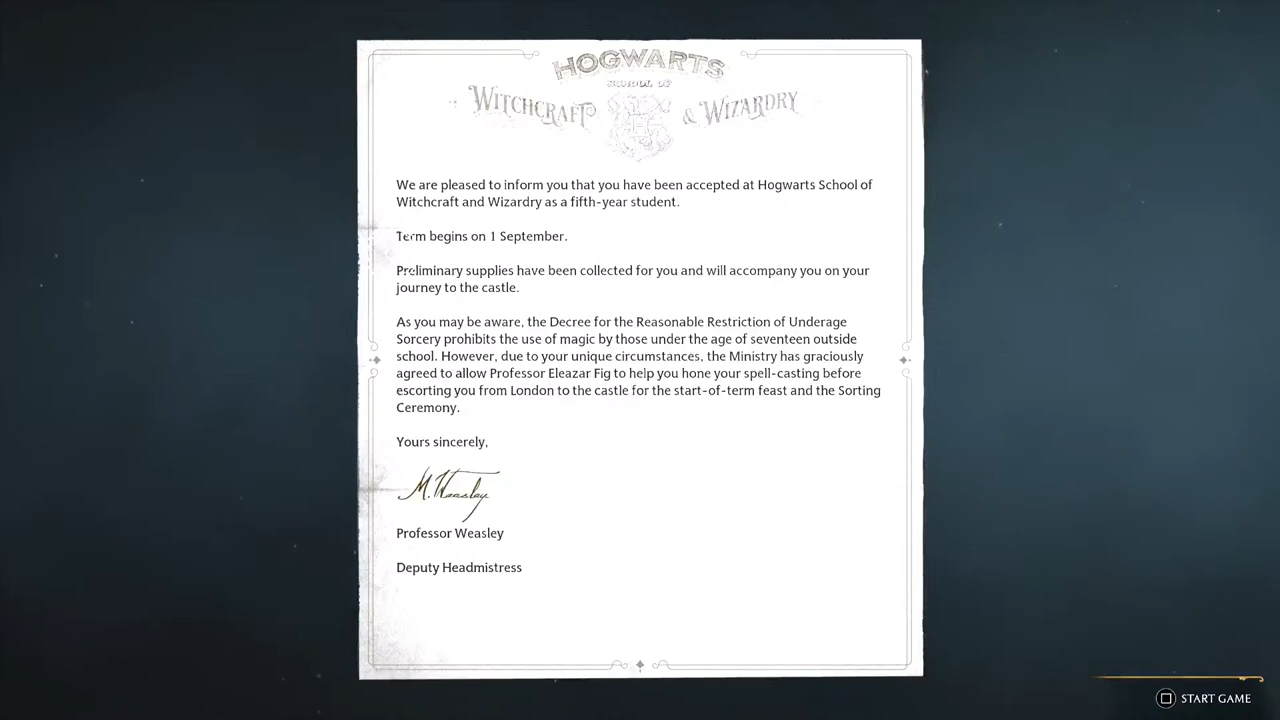 HOGWARTS
SCHOOL OF
WITCHCRAFT & WIZARDRY
We are pleased to inform you that you have been accepted at Hogwarts School of
Witchcraft and Wizardry as a fifth-year student.
Term begins on 1 September.
Preliminary supplies have been collected for you and will accompany you on your
journey to the castle.
As you may be aware, the Decree for the Reasonable Restriction of Underage
Sorcery prohibits the use of magic by those under the age of seventeen outside
school. However, due to your unique circumstances, the Ministry has graciously
agreed to allow Professor Eleazar Fig to help you hone your spell-casting before
escorting you from London to the castle for the start-of-term feast and the Sorting
Ceremony.
Yours sincerely,
M. Weasley
Professor Weasley
Deputy Headmistress
START GAME